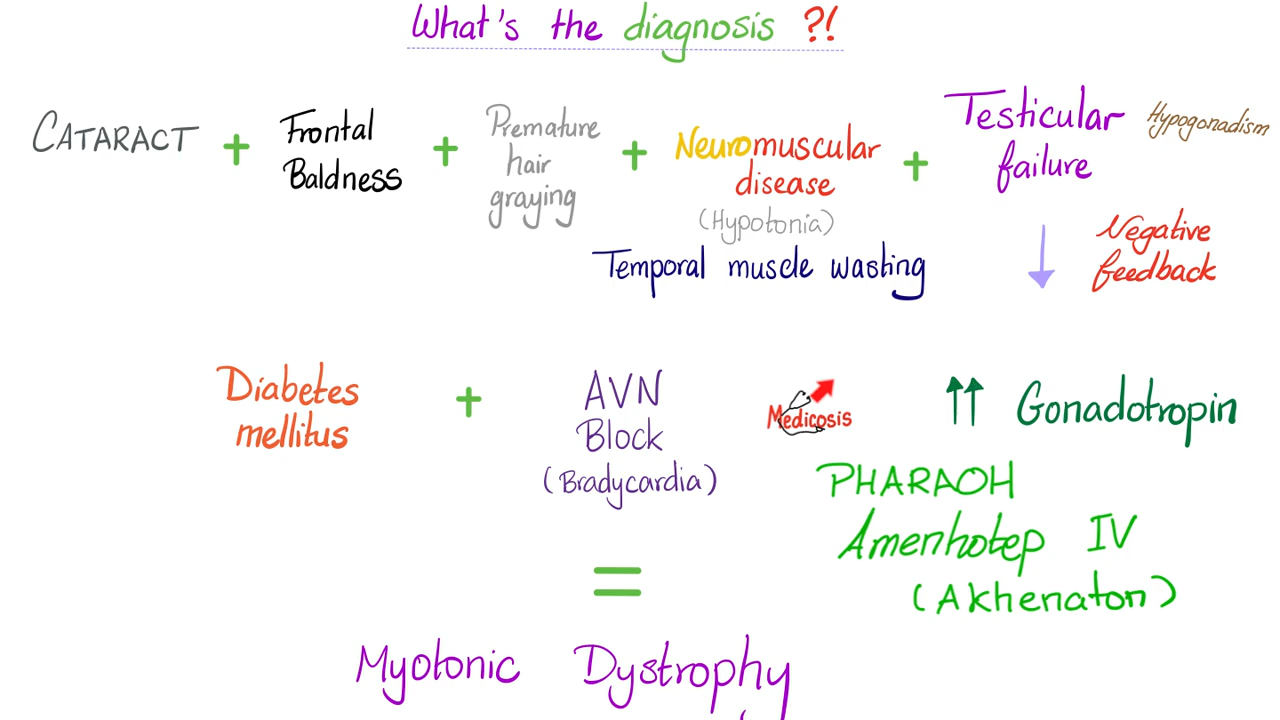 What's the diagnosis ?!
CATARACT + Frontal Baldness + Premature hair graying + Neuromuscular disease + Testicular failure Hypogonadism
(Hypotonia)
Temporal muscle wasting
↓ Negative feedback
Diabetes mellitus + AVN Block Medicosis ↑↑ Gonadotropin
(Bradycardia)
PHARAOH
Amenhotep IV
(Akhenaton)
=
Myotonic Dystrophy